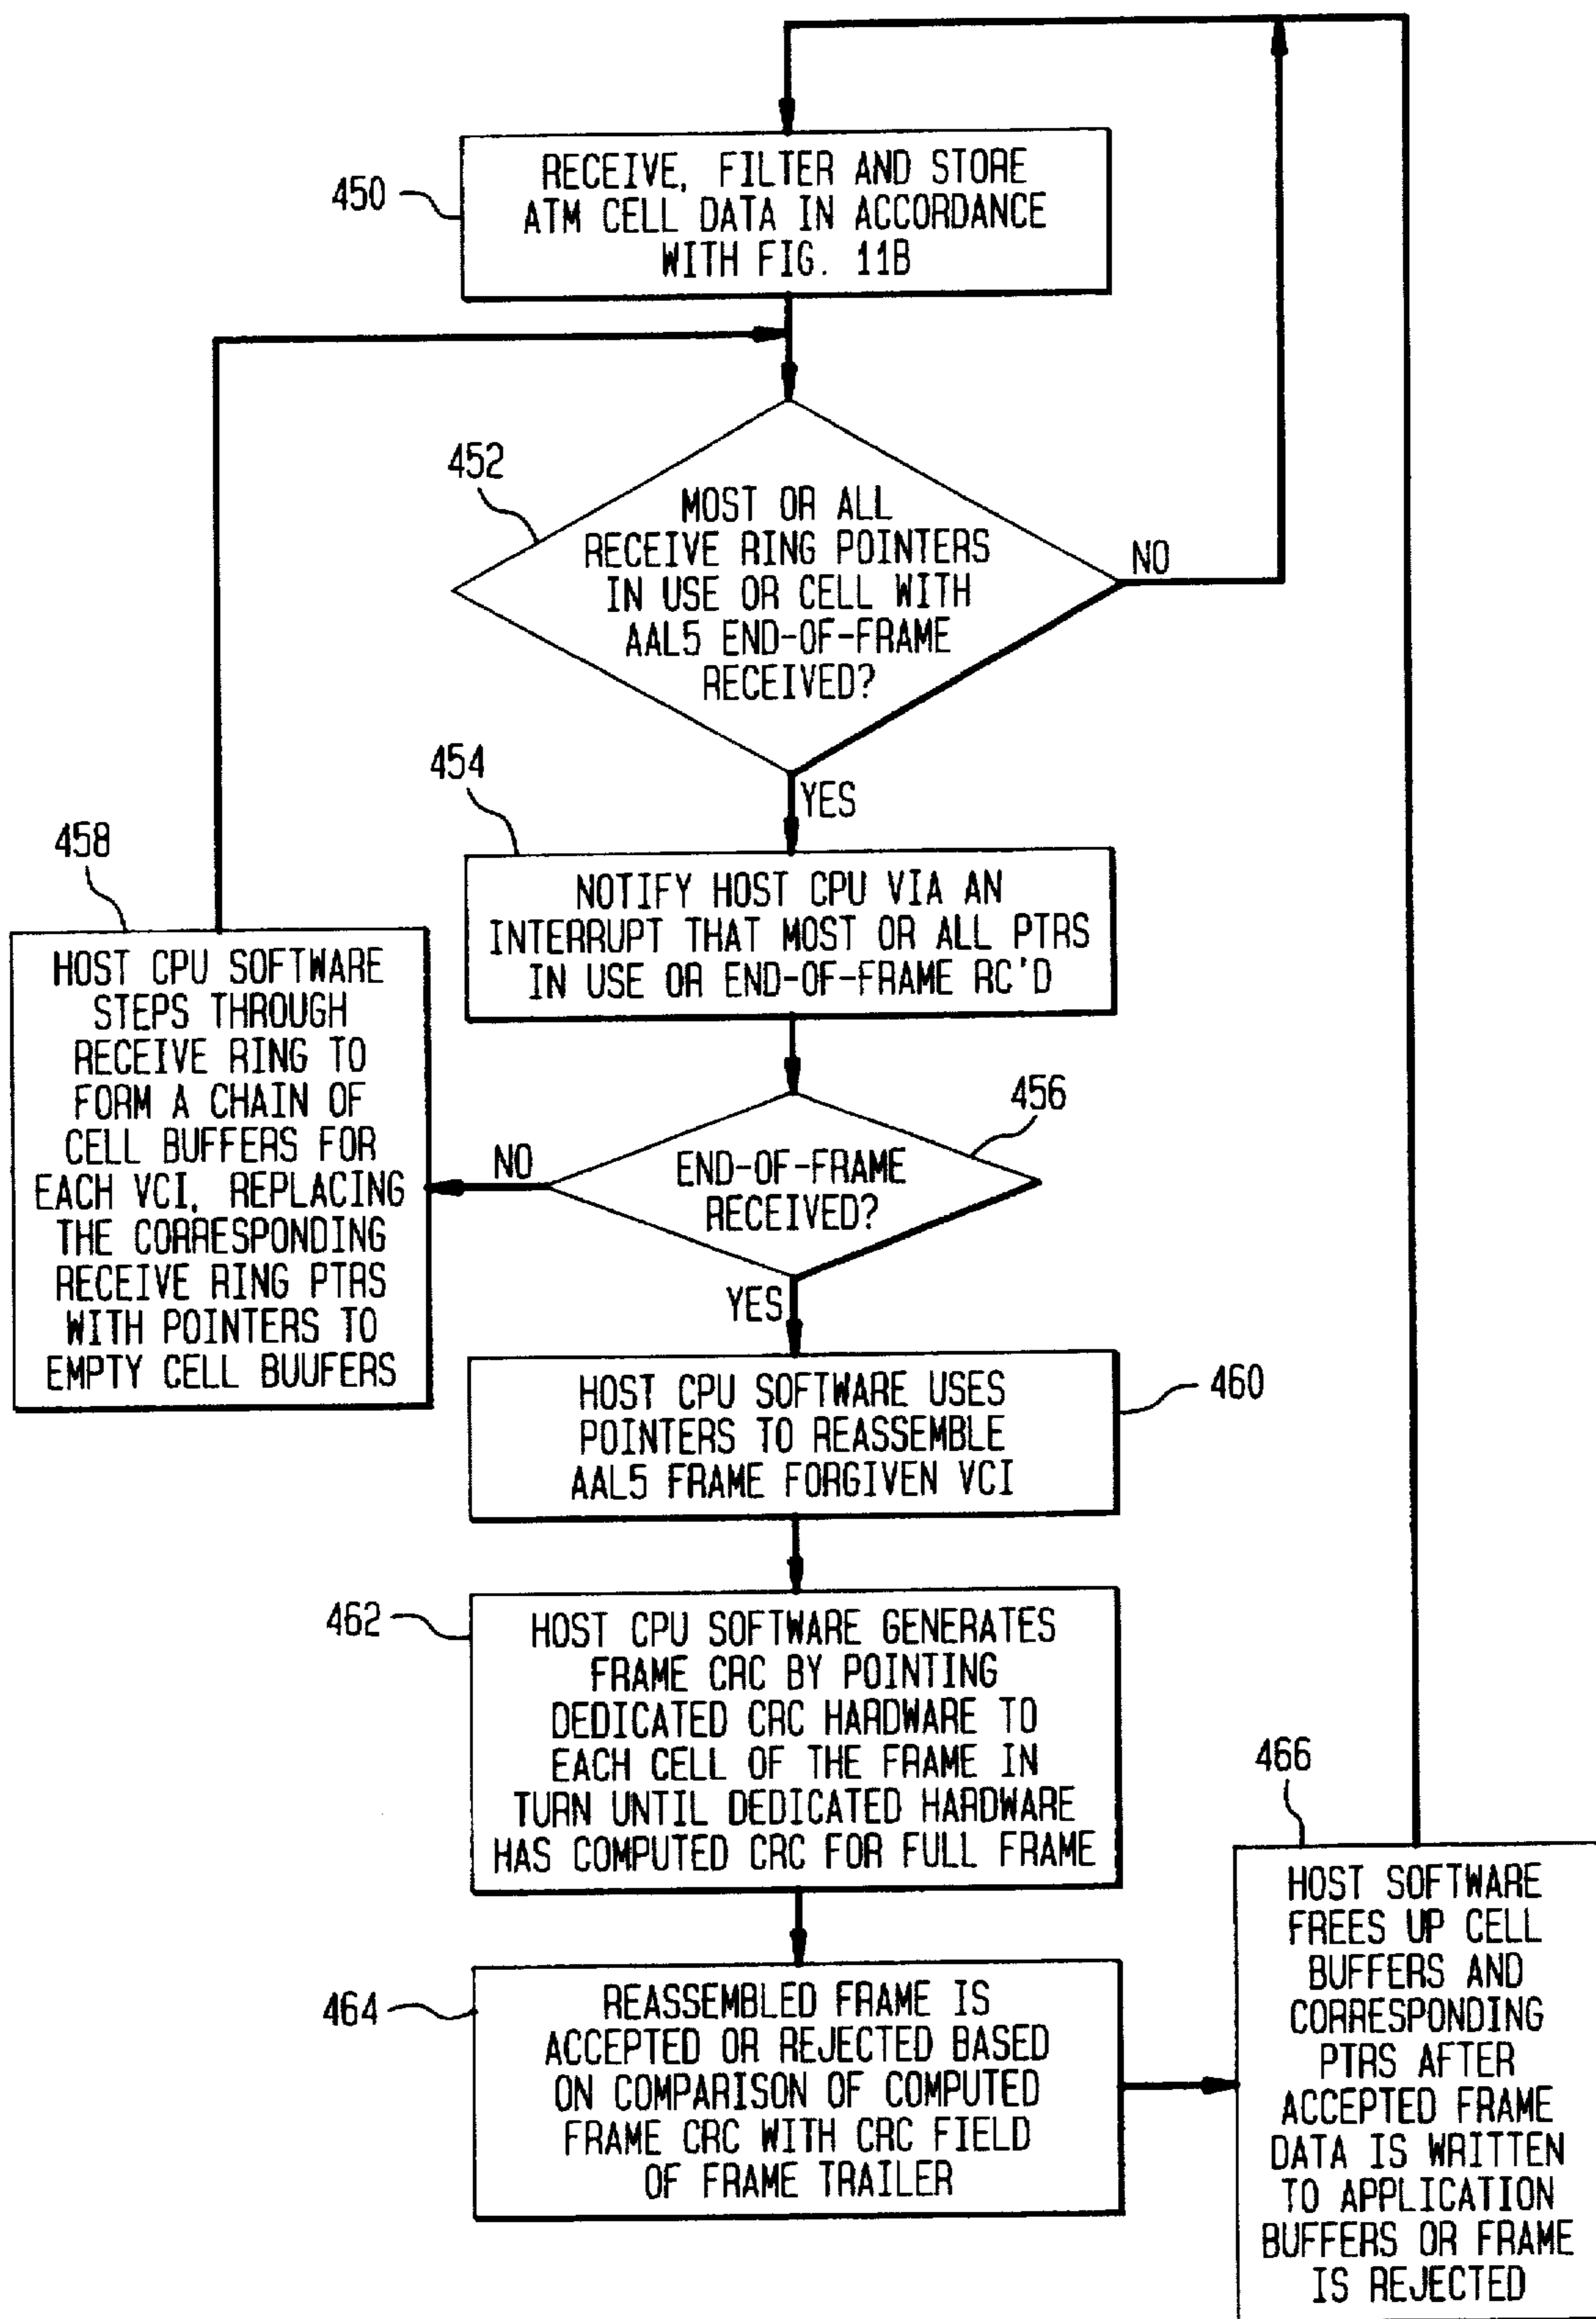 450
RECEIVE, FILTER AND STORE
ATM CELL DATA IN ACCORDANCE
WITH FIG. 11B
452
MOST OR ALL
RECEIVE RING POINTERS
IN USE OR CELL WITH
AAL5 END-OF-FRAME
RECEIVED?
NO
YES
454
NOTIFY HOST CPU VIA AN
INTERRUPT THAT MOST OR ALL PTRS
IN USE OR END-OF-FRAME RC'D
456
END-OF-FRAME
RECEIVED?
NO
YES
458
HOST CPU SOFTWARE
STEPS THROUGH
RECEIVE RING TO
FORM A CHAIN OF
CELL BUFFERS FOR
EACH VCI, REPLACING
THE CORRESPONDING
RECEIVE RING PTRS
WITH POINTERS TO
EMPTY CELL BUUFERS
460
HOST CPU SOFTWARE USES
POINTERS TO REASSEMBLE
AAL5 FRAME FORGIVEN VCI
462
HOST CPU SOFTWARE GENERATES
FRAME CRC BY POINTING
DEDICATED CRC HARDWARE TO
EACH CELL OF THE FRAME IN
TURN UNTIL DEDICATED HARDWARE
HAS COMPUTED CRC FOR FULL FRAME
464
REASSEMBLED FRAME IS
ACCEPTED OR REJECTED BASED
ON COMPARISON OF COMPUTED
FRAME CRC WITH CRC FIELD
OF FRAME TRAILER
466
HOST SOFTWARE
FREES UP CELL
BUFFERS AND
CORRESPONDING
PTRS AFTER
ACCEPTED FRAME
DATA IS WRITTEN
TO APPLICATION
BUFFERS OR FRAME
IS REJECTED